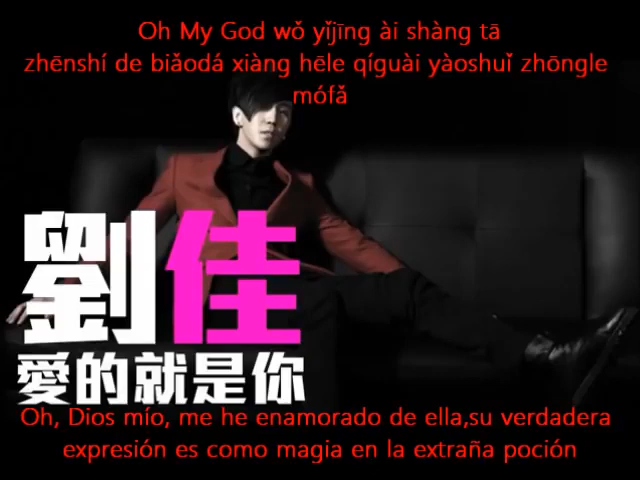 Oh My God wǒ yǐjīng ài shàng tā
zhēnshí de biǎodá xiàng hēle qíguài yàoshuǐ zhōngle
mófǎ
劉佳
愛的就是你
Oh, Dios mío, me he enamorado de ella,su verdadera
expresión es como magia en la extraña poción